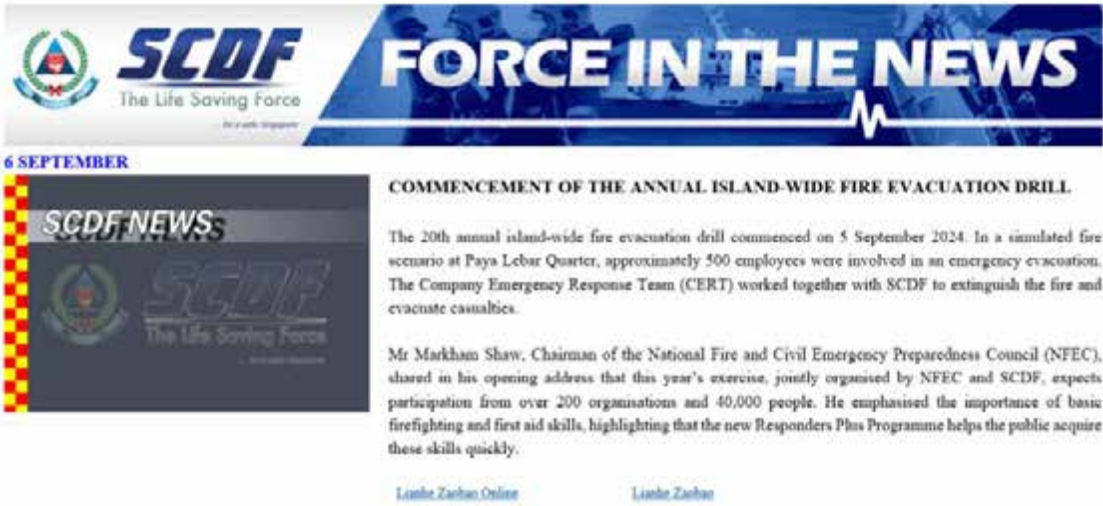 SCDF
The Life Saving Force
... for a safer Singapore
FORCE IN THE NEWS
6 SEPTEMBER
SCDF NEWS
SCDF
The Life Saving Force
COMMENCEMENT OF THE ANNUAL ISLAND-WIDE FIRE EVACUATION DRILL
The 20th annual island-wide fire evacuation drill commenced on 5 September 2024. In a simulated fire
scenario at Paya Lebar Quarter, approximately 500 employees were involved in an emergency evacuation.
The Company Emergency Response Team (CERT) worked together with SCDF to extinguish the fire and
evacuate casualties.
Mr Markham Shaw, Chairman of the National Fire and Civil Emergency Preparedness Council (NFEC),
shared in his opening address that this year's exercise, jointly organised by NFEC and SCDF, expects
participation from over 200 organisations and 40,000 people. He emphasised the importance of basic
firefighting and first aid skills, highlighting that the new Responders Plus Programme helps the public acquire
these skills quickly.
Lianhe Zaobao Online
Lianhe Zaobao